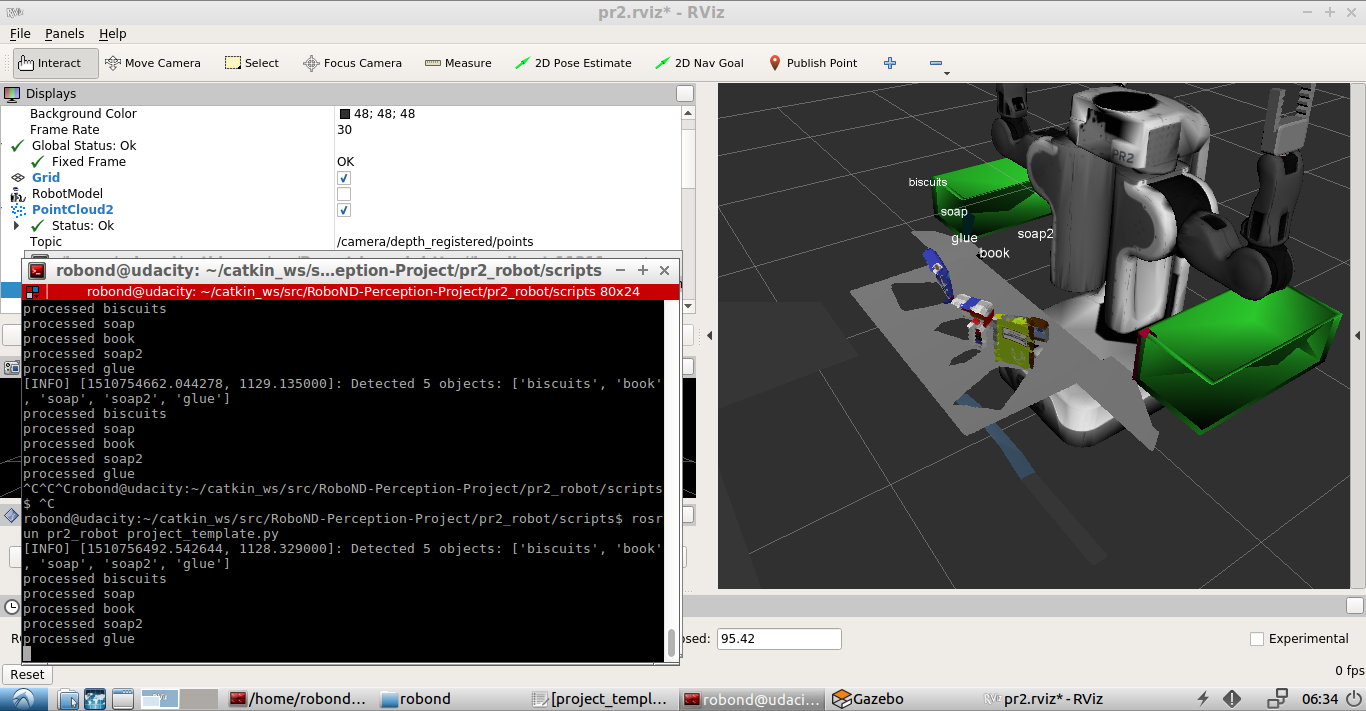 pr2.rviz* - RViz
File Panels Help
Interact Move Camera Select Focus Camera Measure 2D Pose Estimate 2D Nav Goal Publish Point
Displays
Background Color 48; 48; 48
Frame Rate 30
Global Status: Ok
Fixed Frame OK
Grid
RobotModel
PointCloud2
Status: Ok
Topic /camera/depth_registered/points
robond@udacity: ~/catkin_ws/s...eption-Project/pr2_robot/scripts
robond@udacity: ~/catkin_ws/src/RoboND-Perception-Project/pr2_robot/scripts 80x24
processed biscuits
processed soap
processed book
processed soap2
processed glue
[INFO] [1510754662.044278, 1129.135000]: Detected 5 objects: ['biscuits', 'book'
, 'soap', 'soap2', 'glue']
processed biscuits
processed soap
processed book
processed soap2
processed glue
^C^C^Crobond@udacity:~/catkin_ws/src/RoboND-Perception-Project/pr2_robot/scripts
$ ^C
robond@udacity:~/catkin_ws/src/RoboND-Perception-Project/pr2_robot/scripts$ rosr
un pr2_robot project_template.py
[INFO] [1510756492.542644, 1128.329000]: Detected 5 objects: ['biscuits', 'book'
, 'soap', 'soap2', 'glue']
processed biscuits
processed soap
processed book
processed soap2
processed glue
PR2
biscuits
soap
glue
soap2
book
osed: 95.42 Experimental
Reset 0 fps
/home/robond... robond [project_templ... robond@udaci... Gazebo pr2.rviz* - RViz 06:34